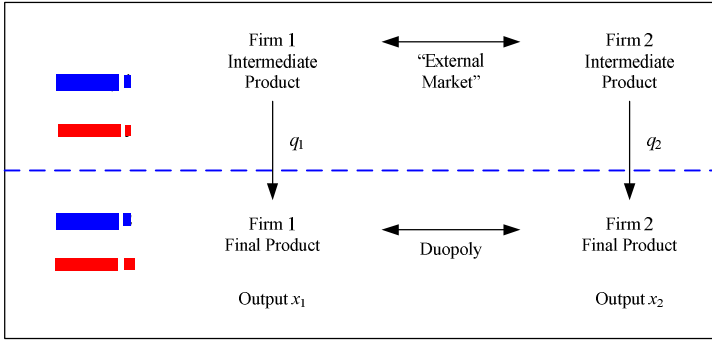 Firm 1
Intermediate
Product
“External
Market”
Firm 2
Intermediate
Product
q1
q2
Firm 1
Final Product
Duopoly
Firm 2
Final Product
Output x1
Output x2